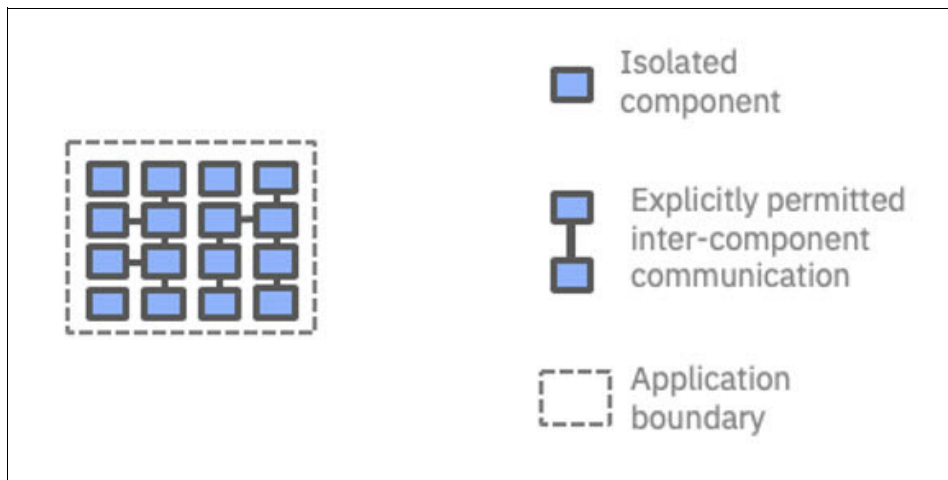 Isolated
component
Explicitly permitted
inter-component
communication
Application
boundary